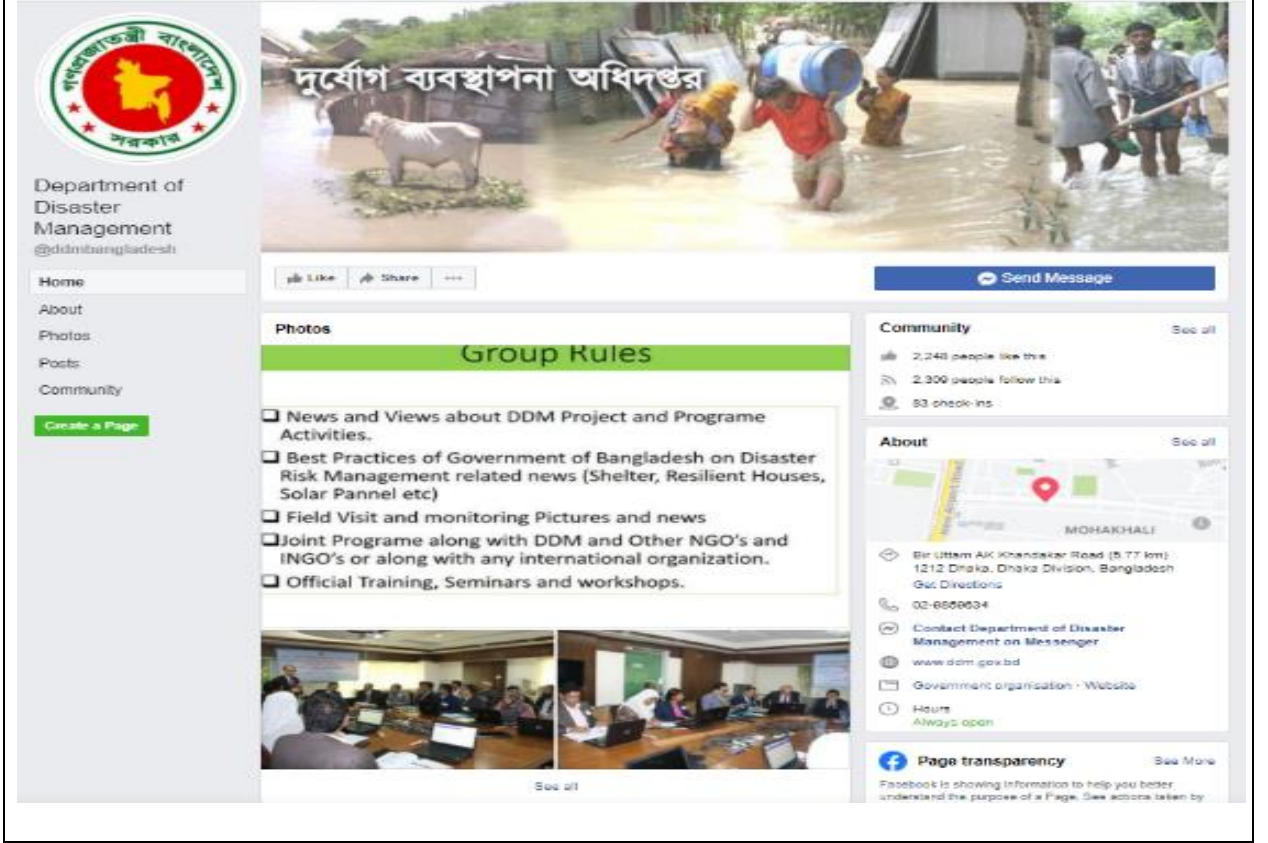 গণপ্রজাতন্ত্রী বাংলাদেশ
সরকার
দুর্যোগ ব্যবস্থাপনা অধিদপ্তর
Department of
Disaster
Management
@ddmbangladesh
Home
About
Photos
Posts
Community
Create a Page
Like
Share
Send Message
Photos
Group Rules
News and Views about DDM Project and Programe
Activities.
Best Practices of Government of Bangladesh on Disaster
Risk Management related news (Shelter, Resilient Houses,
Solar Pannel etc)
Field Visit and monitoring Pictures and news
Joint Programe along with DDM and Other NGO's and
INGO's or along with any international organization.
Official Training, Seminars and workshops.
See all
Community
See all
2,248 people like this
2,309 people follow this
83 check-ins
About
See all
MOHAKHALI
Bir Uttam AK Khandakar Road (5.77 km)
1212 Dhaka, Dhaka Division, Bangladesh
Get Directions
Contact Department of Disaster
Management on Messenger
www.ddm.gov.bd
Government organisation · Website
Hours
Always open
Page transparency
See More
Facebook is showing information to help you better
understand the purpose of a Page. See actions taken by